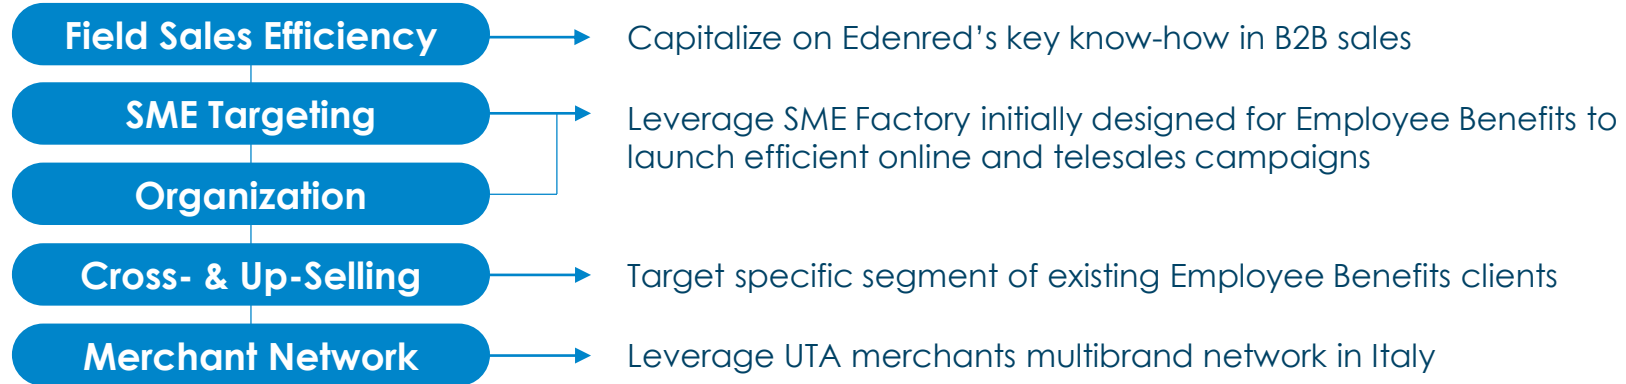 Field Sales Efficiency
Capitalize on Edenred’s key know-how in B2B sales
SME Targeting
Leverage SME Factory initially designed for Employee Benefits to
launch efficient online and telesales campaigns
Organization
Cross- & Up-Selling
Target specific segment of existing Employee Benefits clients
Merchant Network
Leverage UTA merchants multibrand network in Italy